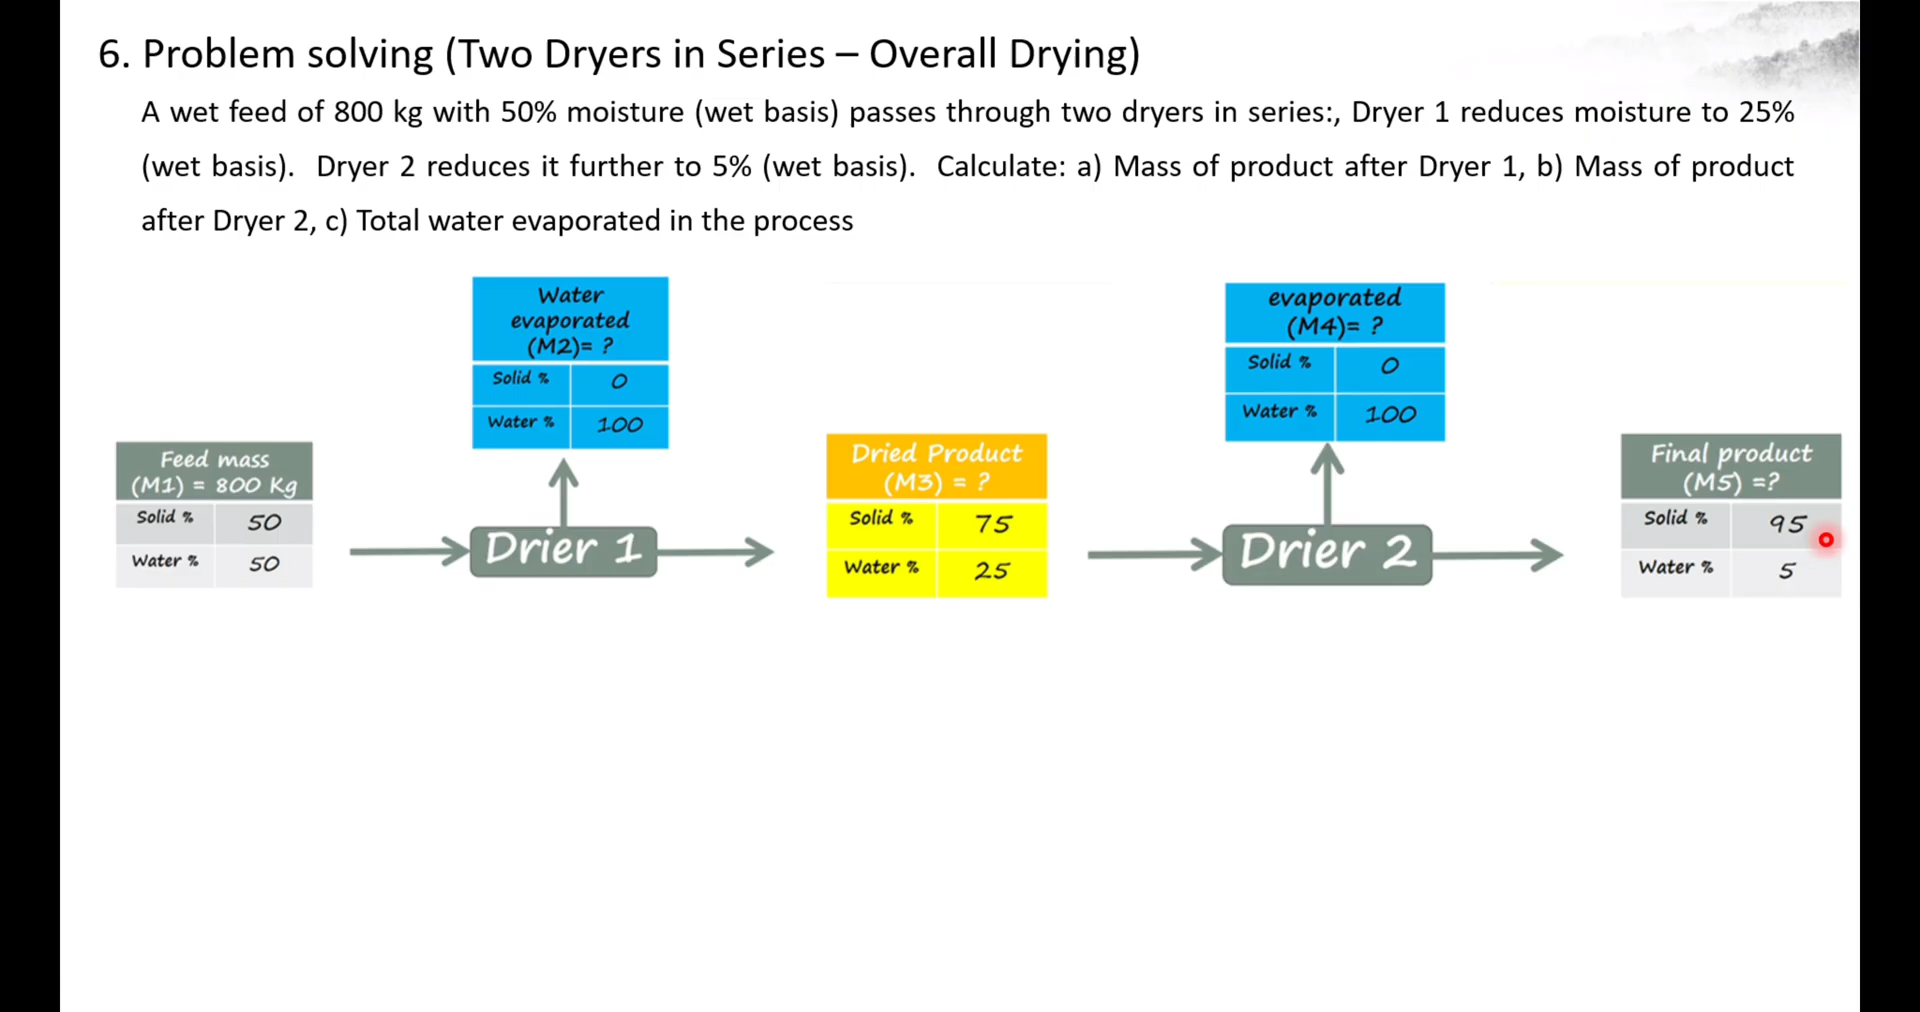 6. Problem solving (Two Dryers in Series – Overall Drying)
A wet feed of 800 kg with 50% moisture (wet basis) passes through two dryers in series:, Dryer 1 reduces moisture to 25%
(wet basis). Dryer 2 reduces it further to 5% (wet basis). Calculate: a) Mass of product after Dryer 1, b) Mass of product
after Dryer 2, c) Total water evaporated in the process
Water
evaporated
(M2)= ?
Solid % 0
Water % 100
evaporated
(M4)= ?
Solid % 0
Water % 100
Feed mass
(M1) = 800 Kg
Solid % 50
Water % 50
Drier 1
Dried Product
(M3) = ?
Solid % 75
Water % 25
Drier 2
Final product
(M5) =?
Solid % 95
Water % 5